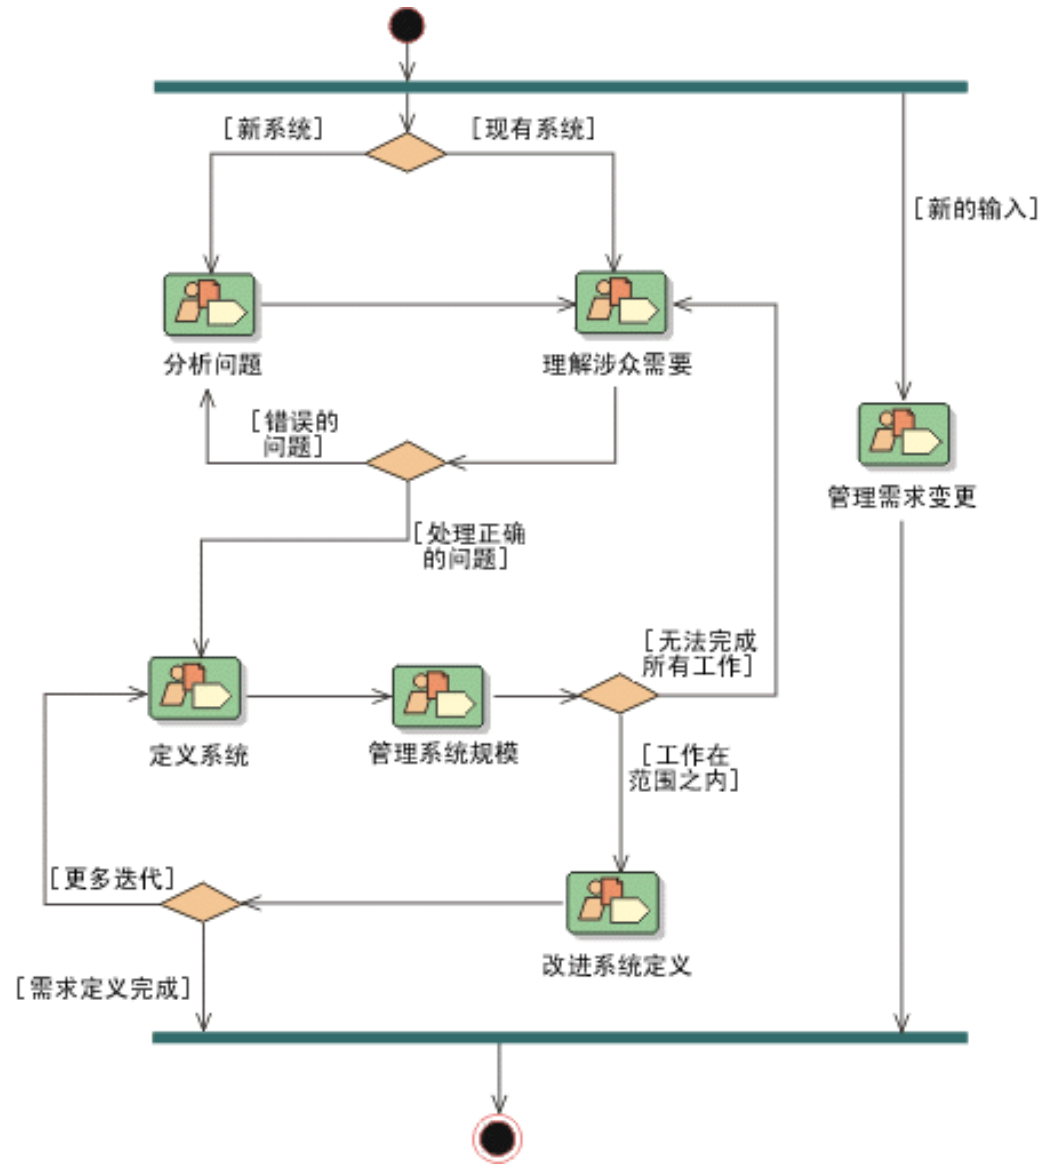 [新系统]
[现有系统]
[新的输入]
分析问题
理解涉众需要
[错误的
问题]
管理需求变更
[处理正确
的问题]
[无法完成
所有工作]
定义系统
管理系统规模
[工作在
范围之内]
[更多迭代]
改进系统定义
[需求定义完成]